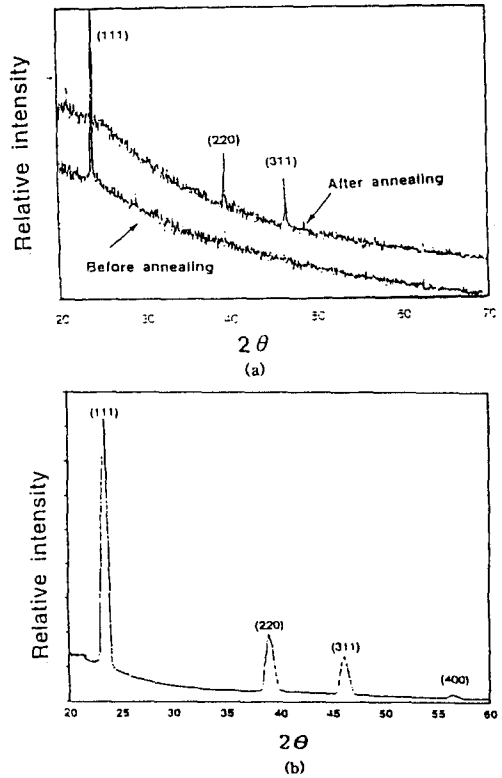 Relative intensity
(111)
(220)
(311)
After annealing
Before annealing
20 30 40 50 60 70
2θ
(a)
Relative intensity
(111)
(220)
(311)
(400)
20 25 30 35 40 45 50 55 60
2θ
(b)